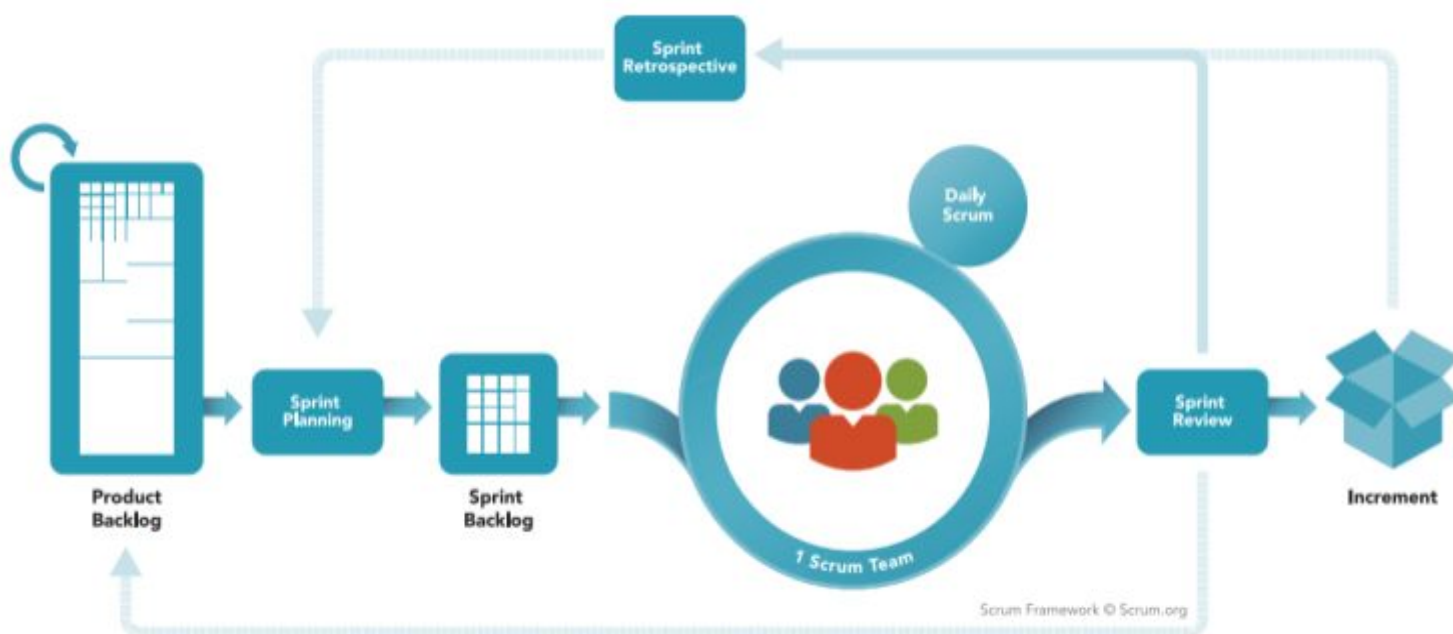 Sprint
Retrospective
Daily
Scrum
Sprint
Planning
Sprint
Review
Product
Backlog
Sprint
Backlog
Increment
1 Scrum Team
Scrum Framework © Scrum.org